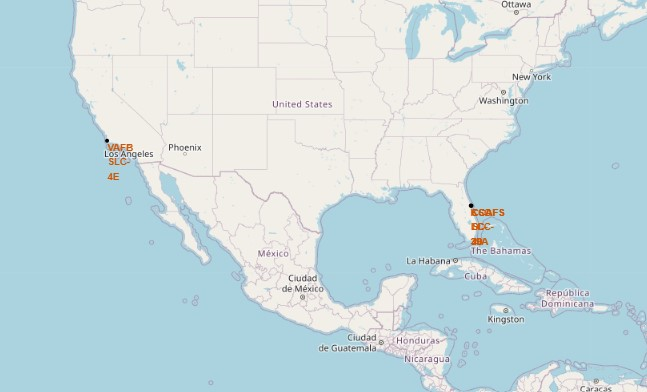 Ottawa
New York
Washington
United States
VAFB
SLC-
4E
Los Angeles
Phoenix
The Bahamas
La Habana
Cuba
México
Ciudad
de México
República
Dominicana
Kingston
Ciudad
de Guatemala
Honduras
Nicaragua
Caracas